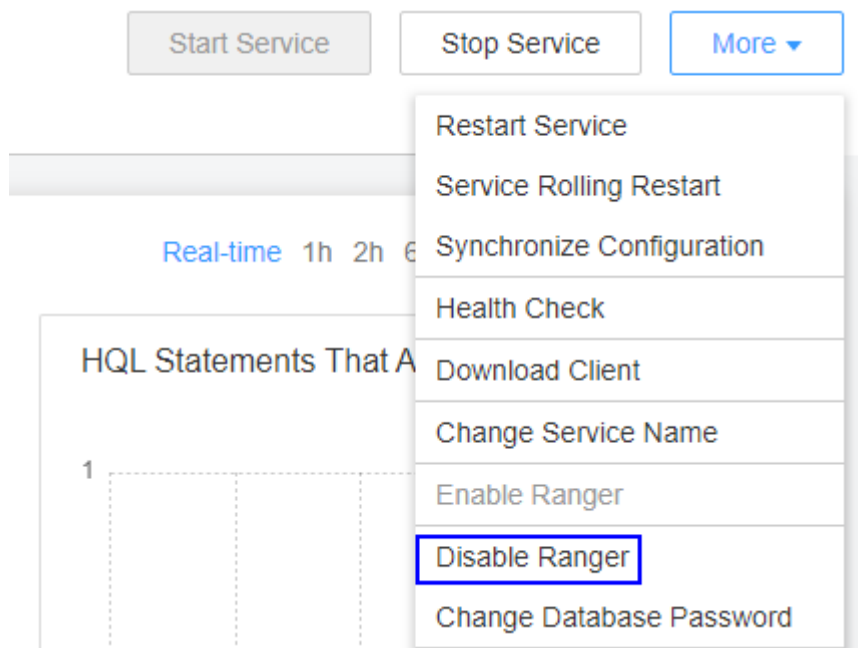 Start Service
Stop Service
More
Restart Service
Service Rolling Restart
Real-time 1h 2h
Synchronize Configuration
Health Check
HQL Statements That A
Download Client
Change Service Name
1
Enable Ranger
Disable Ranger
Change Database Password